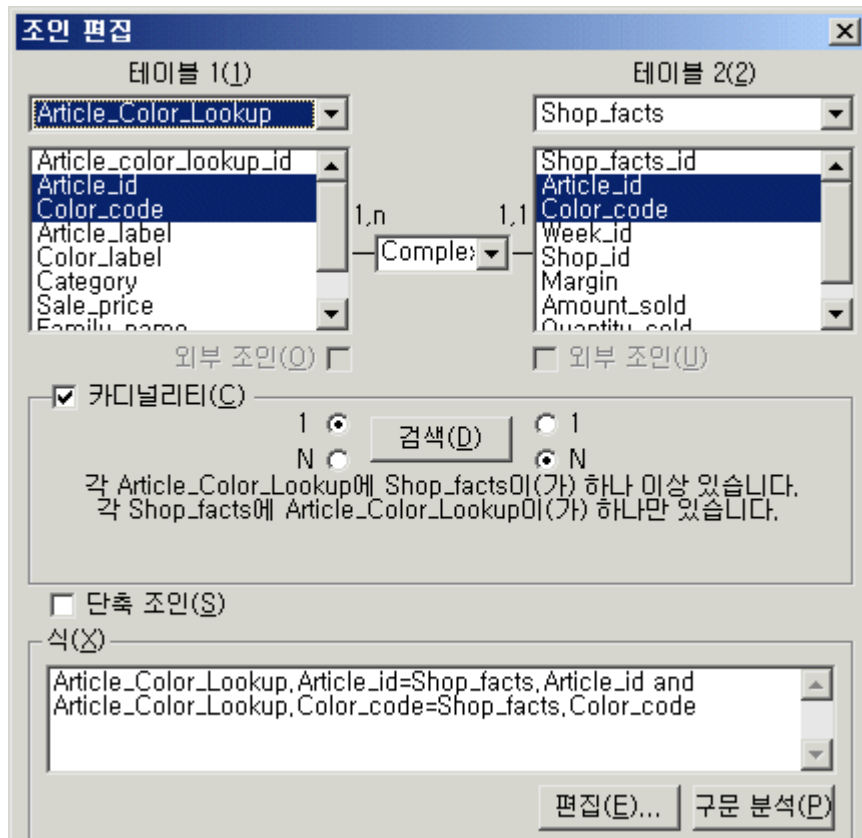 조인 편집
테이블 1(1) 테이블 2(2)
Article_Color_Lookup Shop_facts
Article_color_lookup_id Shop_facts_id
Article_id Article_id
Color_code Color_code
1,n 1,1
Article_label Week_id
Color_label Comple Shop_id
Category Margin
Sale_price Amount_sold
Family_name Quantity_sold
외부 조인(O) 외부 조인(U)
카디널리티(C)
1 검색(D) 1
N N
각 Article_Color_Lookup에 Shop_facts이(가) 하나 이상 있습니다.
각 Shop_facts에 Article_Color_Lookup이(가) 하나만 있습니다.
단축 조인(S)
식(X)
Article_Color_Lookup.Article_id=Shop_facts.Article_id and
Article_Color_Lookup.Color_code=Shop_facts.Color_code
편집(E)... 구문 분석(P)